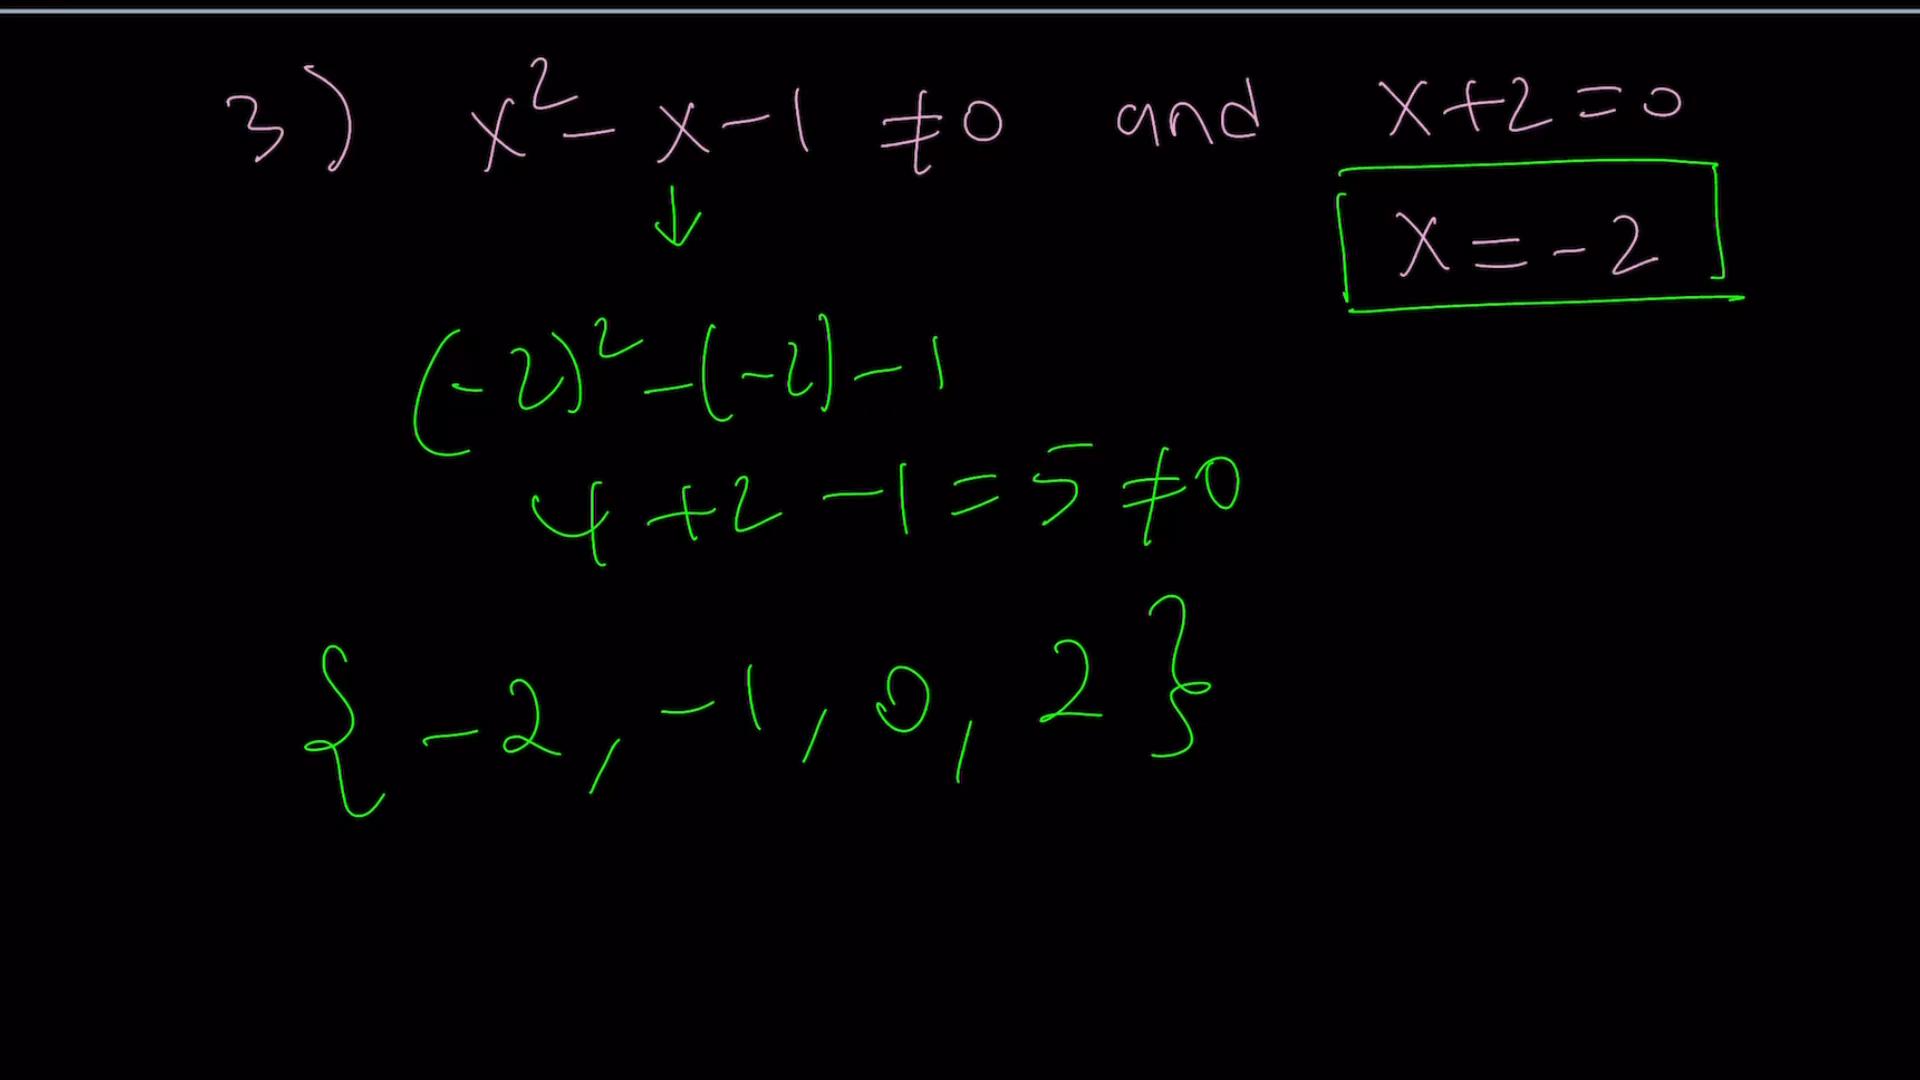 3) x² - x - 1 ≠ 0 and x + 2 = 0
x = -2
(-2)² - (-2) - 1
4 + 2 - 1 = 5 ≠ 0
{ -2, -1, 0, 2 }